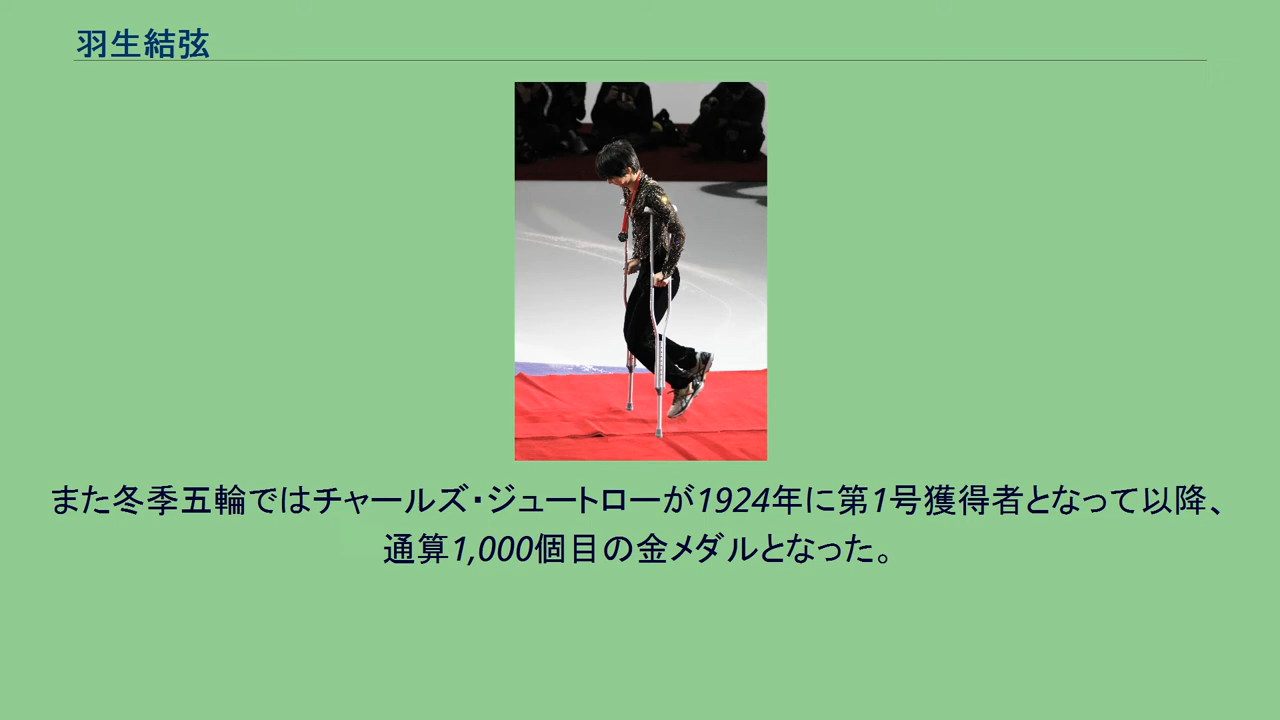 羽生結弦
また冬季五輪ではチャールズ・ジュートローが1924年に第1号獲得者となって以降、
通算1,000個目の金メダルとなった。